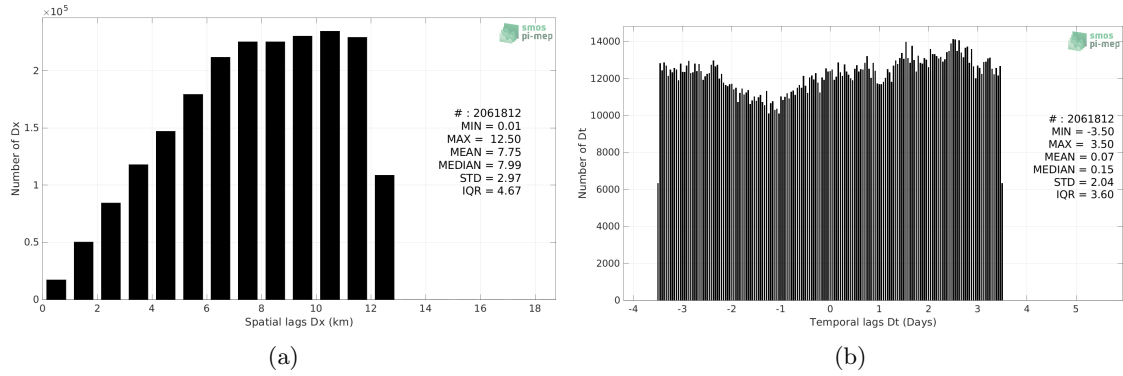 ×10^5
smos
pi-mep
2
1.5
1
0.5
0
Number of Dx
# : 2061812
MIN = 0.01
MAX = 12.50
MEAN = 7.75
MEDIAN = 7.99
STD = 2.97
IQR = 4.67
0 2 4 6 8 10 12 14 16 18
Spatial lags Dx (km)
(a)
smos
pi-mep
14000
12000
10000
8000
6000
4000
2000
0
Number of Dt
# : 2061812
MIN = -3.50
MAX = 3.50
MEAN = 0.07
MEDIAN = 0.15
STD = 2.04
IQR = 3.60
-4 -3 -2 -1 0 1 2 3 4 5
Temporal lags Dt (Days)
(b)